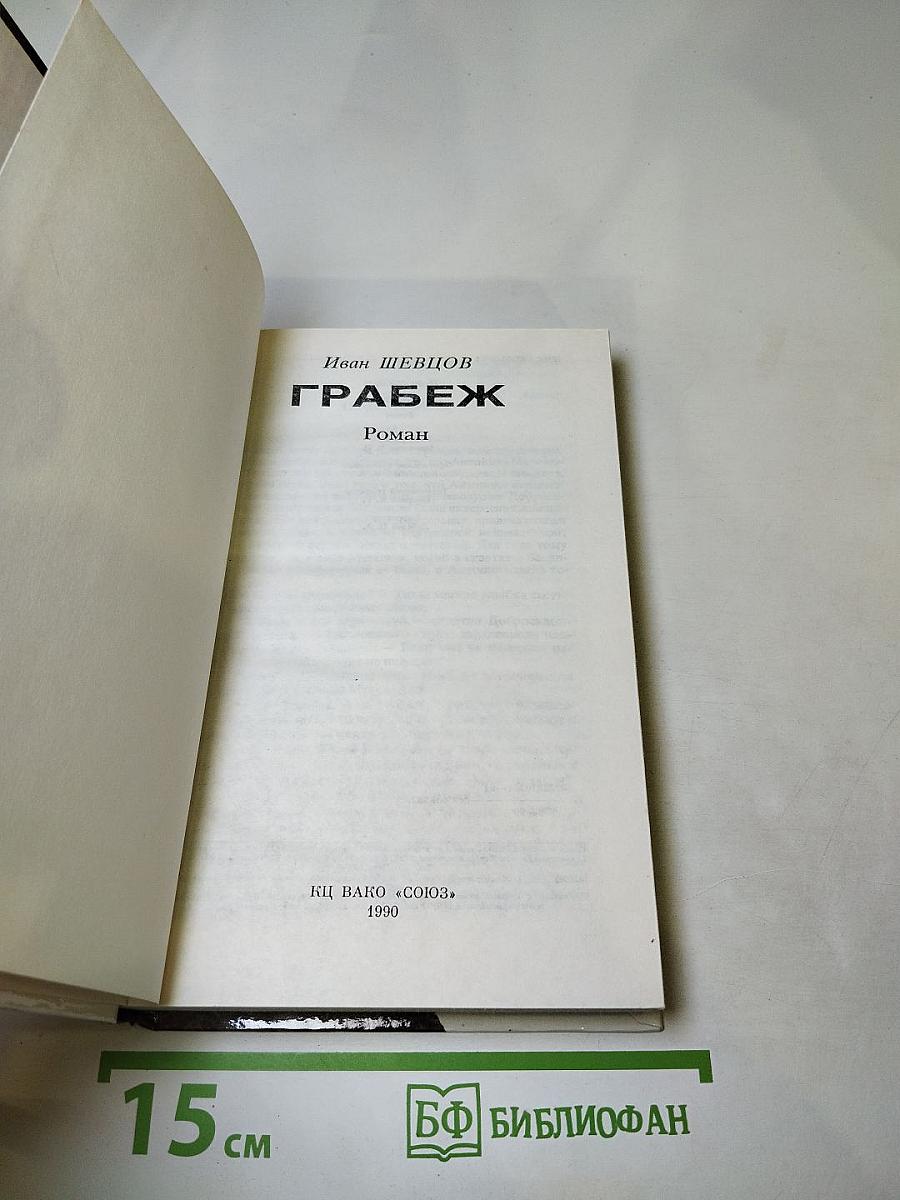 Иван ШЕВЦОВ
ГРАБЕЖ
Роман
КЦ ВАКО «СОЮЗ»
1990
15 см
БФ БИБЛИОФАН